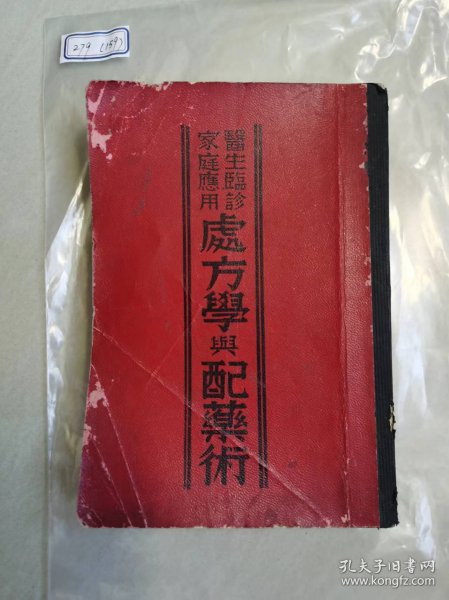 279 (159)
醫生臨診
家庭應用
處方學與配藥術
孔夫子旧书网
www.kongfz.com